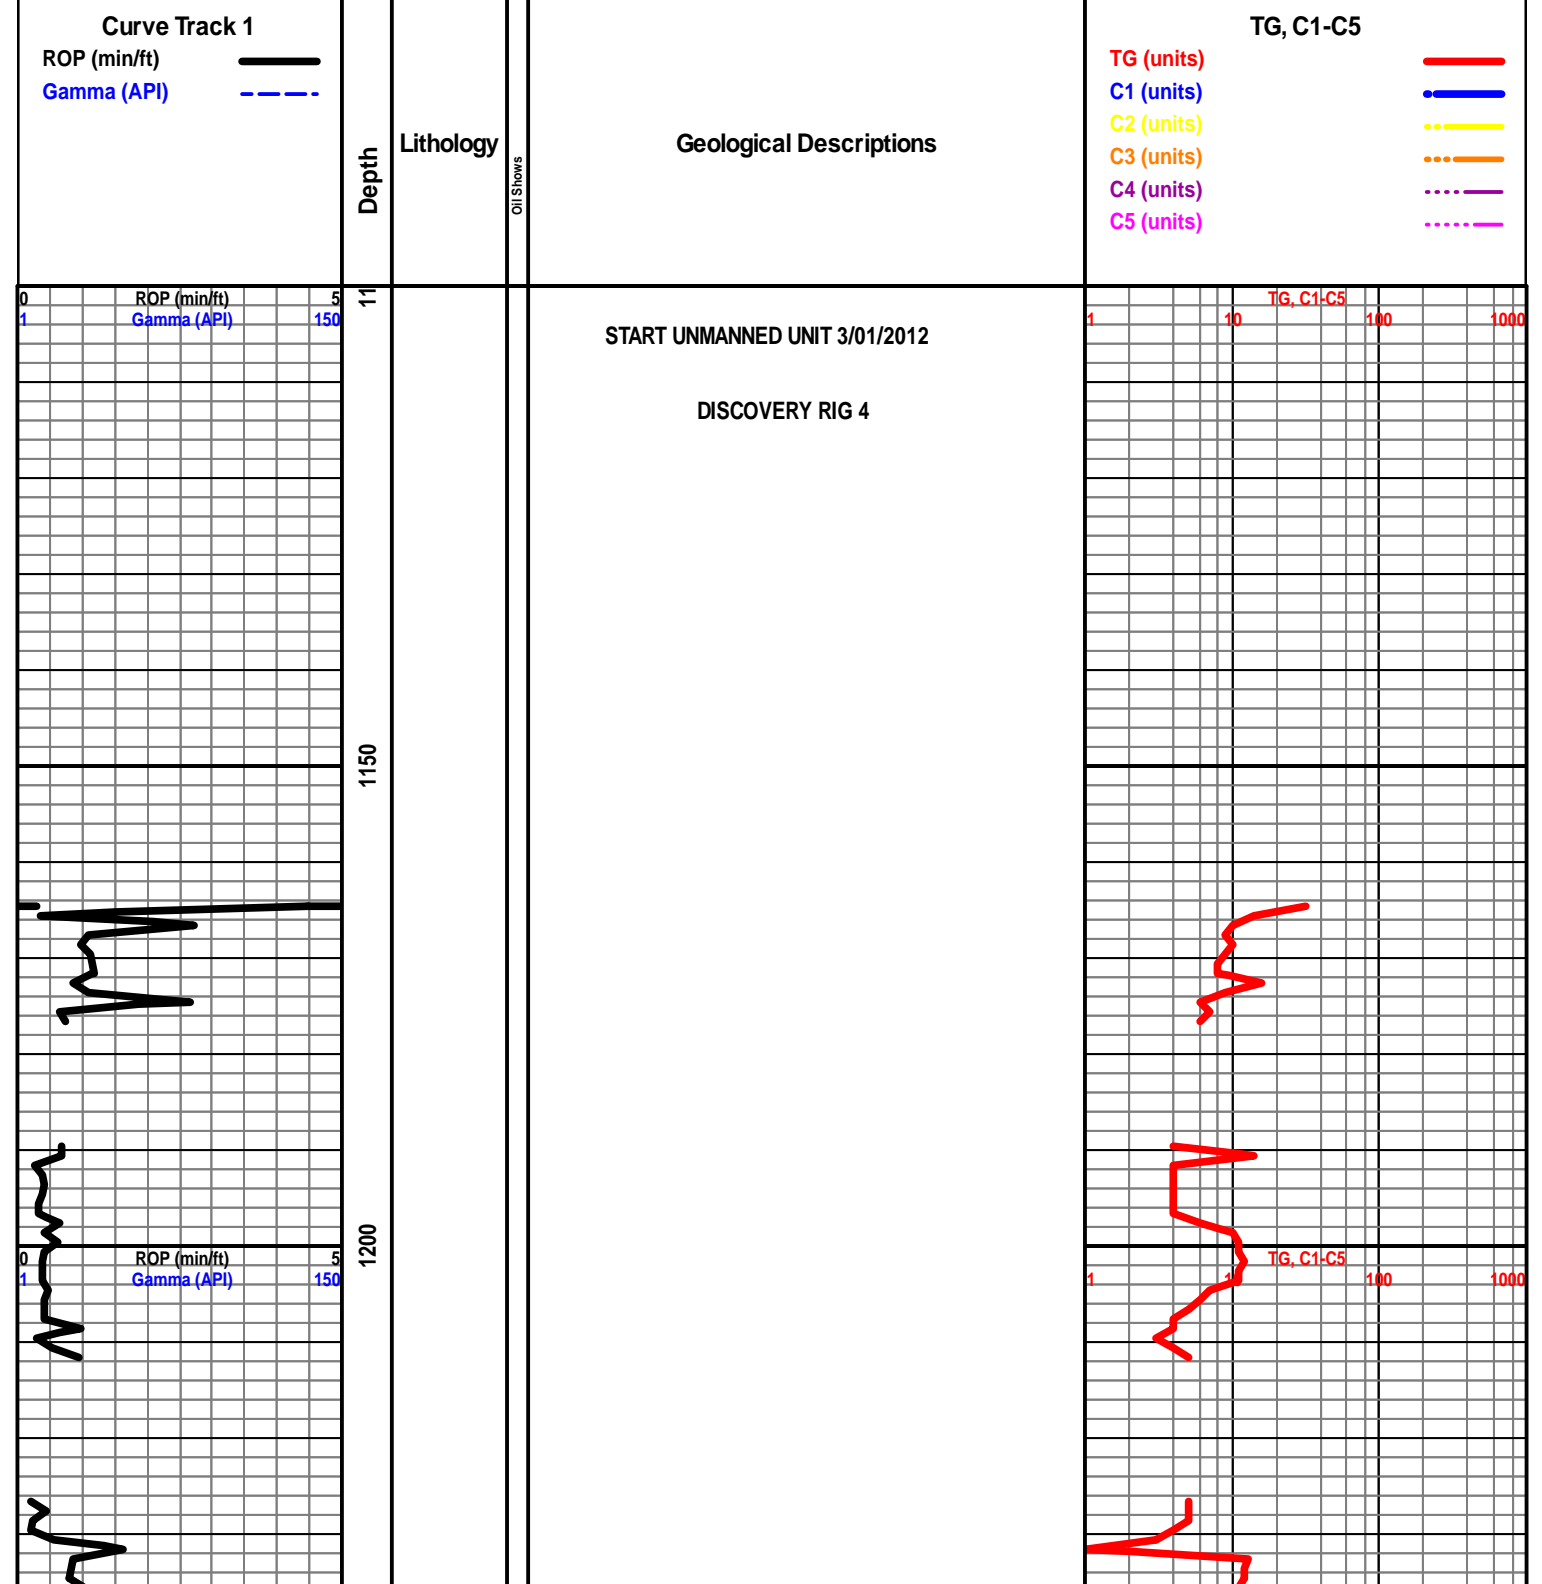 Curve Track 1
ROP (min/ft)
Gamma (API)
Depth
Lithology
Oil Shows
Geological Descriptions
TG, C1-C5
TG (units)
C1 (units)
C2 (units)
C3 (units)
C4 (units)
C5 (units)
0 ROP (min/ft) 5
1 Gamma (API) 150
11
START UNMANNED UNIT 3/01/2012
DISCOVERY RIG 4
TG, C1-C5
1 10 100 1000
1150
1200
0 ROP (min/ft) 5
1 Gamma (API) 150
TG, C1-C5
1 10 100 1000